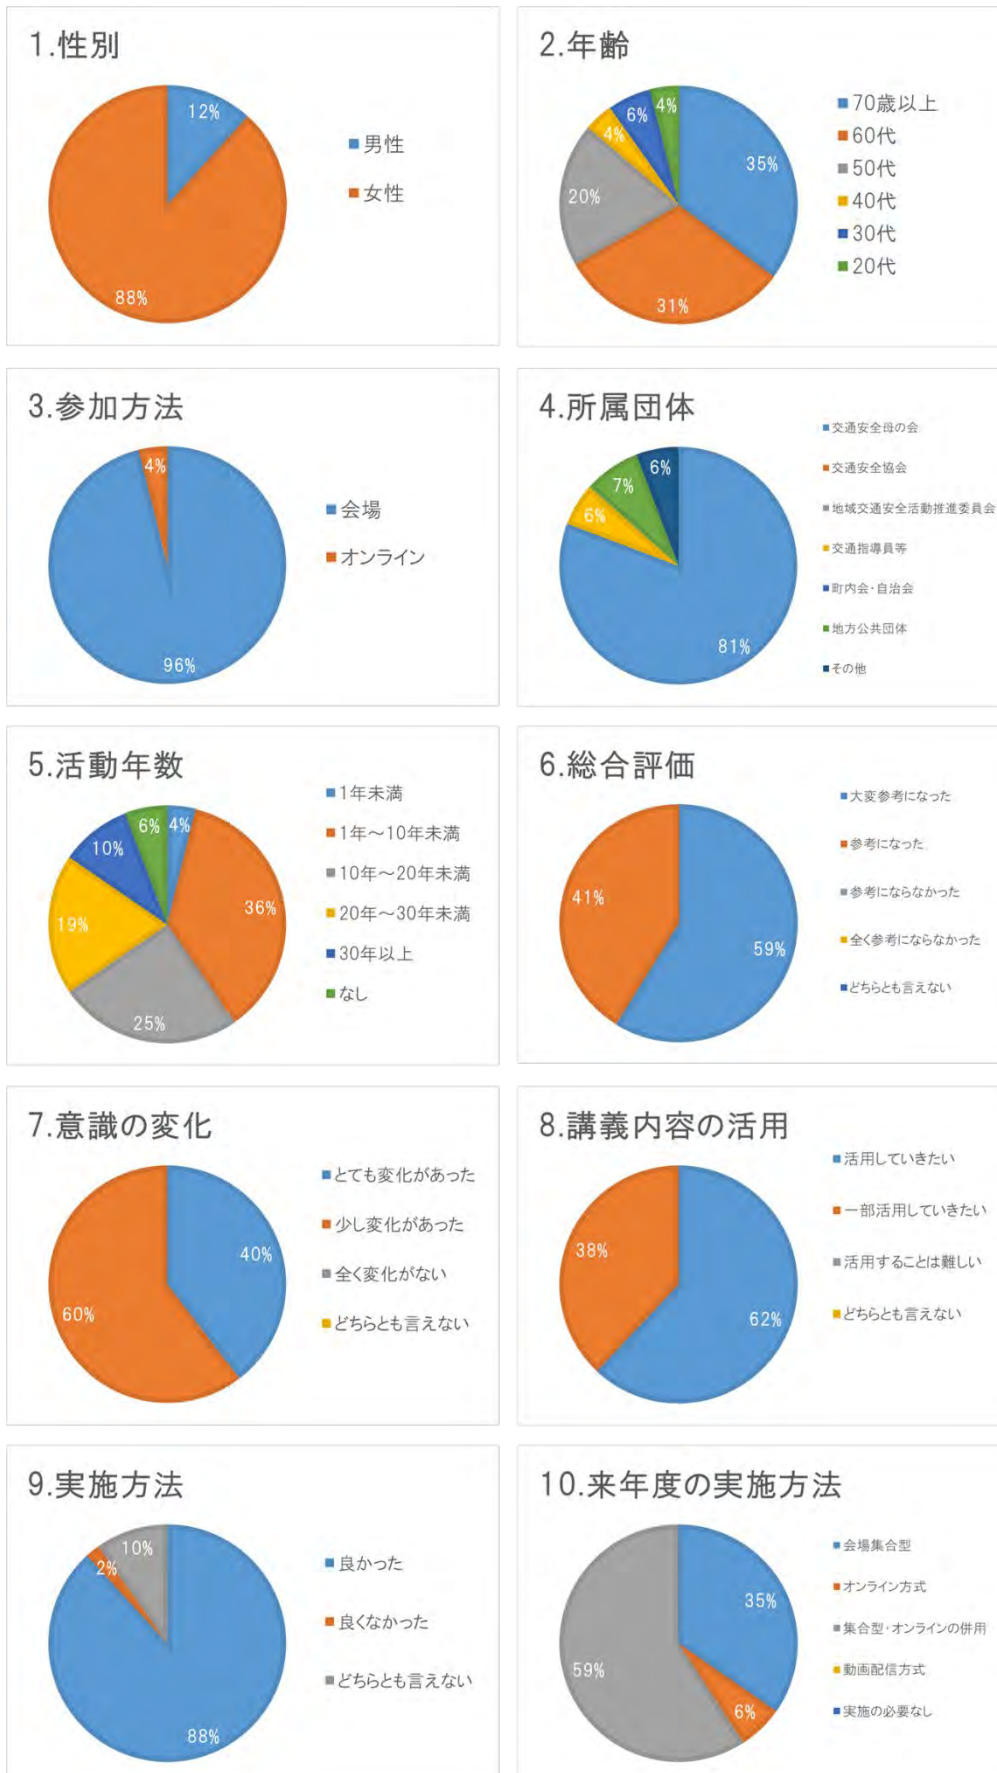 1.性別
12%
88%
男性
女性
2.年齢
4%
6%
4%
35%
20%
31%
70歳以上
60代
50代
40代
30代
20代
3.参加方法
4%
96%
会場
オンライン
4.所属団体
6%
7%
6%
81%
交通安全母の会
交通安全協会
地域交通安全活動推進委員会
交通指導員等
町内会・自治会
地方公共団体
その他
5.活動年数
6%
4%
10%
36%
19%
25%
1年未満
1年～10年未満
10年～20年未満
20年～30年未満
30年以上
なし
6.総合評価
41%
59%
大変参考になった
参考になった
参考にならなかった
全く参考にならなかった
どちらとも言えない
7.意識の変化
40%
60%
とても変化があった
少し変化があった
全く変化がない
どちらとも言えない
8.講義内容の活用
38%
62%
活用していきたい
一部活用していきたい
活用することは難しい
どちらとも言えない
9.実施方法
10%
2%
88%
良かった
良くなかった
どちらとも言えない
10.来年度の実施方法
35%
59%
6%
会場集合型
オンライン方式
集合型・オンラインの併用
動画配信方式
実施の必要なし